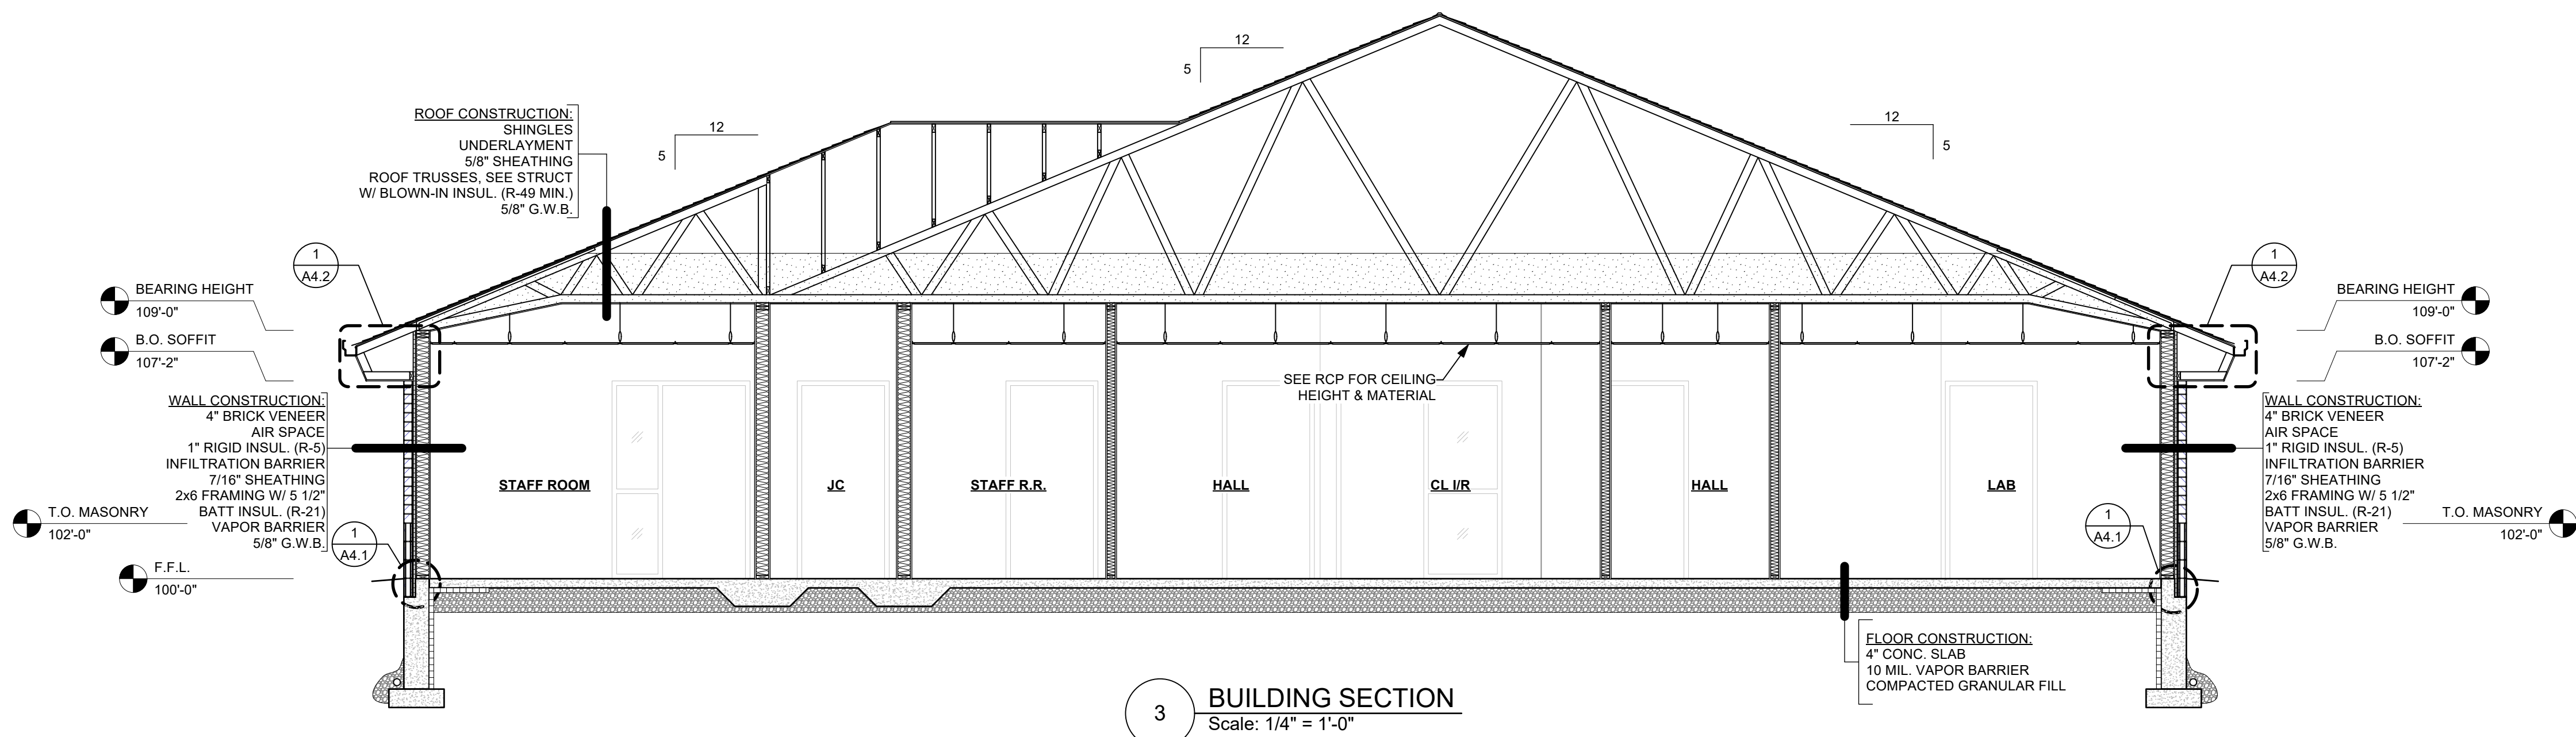 12
5
12
5
12
5
ROOF CONSTRUCTION:
SHINGLES
UNDERLAYMENT
5/8" SHEATHING
ROOF TRUSSES, SEE STRUCT
W/ BLOWN-IN INSUL. (R-49 MIN.)
5/8" G.W.B.
1
A4.2
1
A4.2
BEARING HEIGHT
109'-0"
B.O. SOFFIT
107'-2"
BEARING HEIGHT
109'-0"
B.O. SOFFIT
107'-2"
SEE RCP FOR CEILING
HEIGHT & MATERIAL
WALL CONSTRUCTION:
4" BRICK VENEER
AIR SPACE
1" RIGID INSUL. (R-5)
INFILTRATION BARRIER
7/16" SHEATHING
2x6 FRAMING W/ 5 1/2"
BATT INSUL. (R-21)
VAPOR BARRIER
5/8" G.W.B.
STAFF ROOM
JC
STAFF R.R.
HALL
CL I/R
HALL
LAB
WALL CONSTRUCTION:
4" BRICK VENEER
AIR SPACE
1" RIGID INSUL. (R-5)
INFILTRATION BARRIER
7/16" SHEATHING
2x6 FRAMING W/ 5 1/2"
BATT INSUL. (R-21)
VAPOR BARRIER
5/8" G.W.B.
T.O. MASONRY
102'-0"
1
A4.1
F.F.L.
100'-0"
1
A4.1
T.O. MASONRY
102'-0"
FLOOR CONSTRUCTION:
4" CONC. SLAB
10 MIL. VAPOR BARRIER
COMPACTED GRANULAR FILL
3
BUILDING SECTION
Scale: 1/4" = 1'-0"